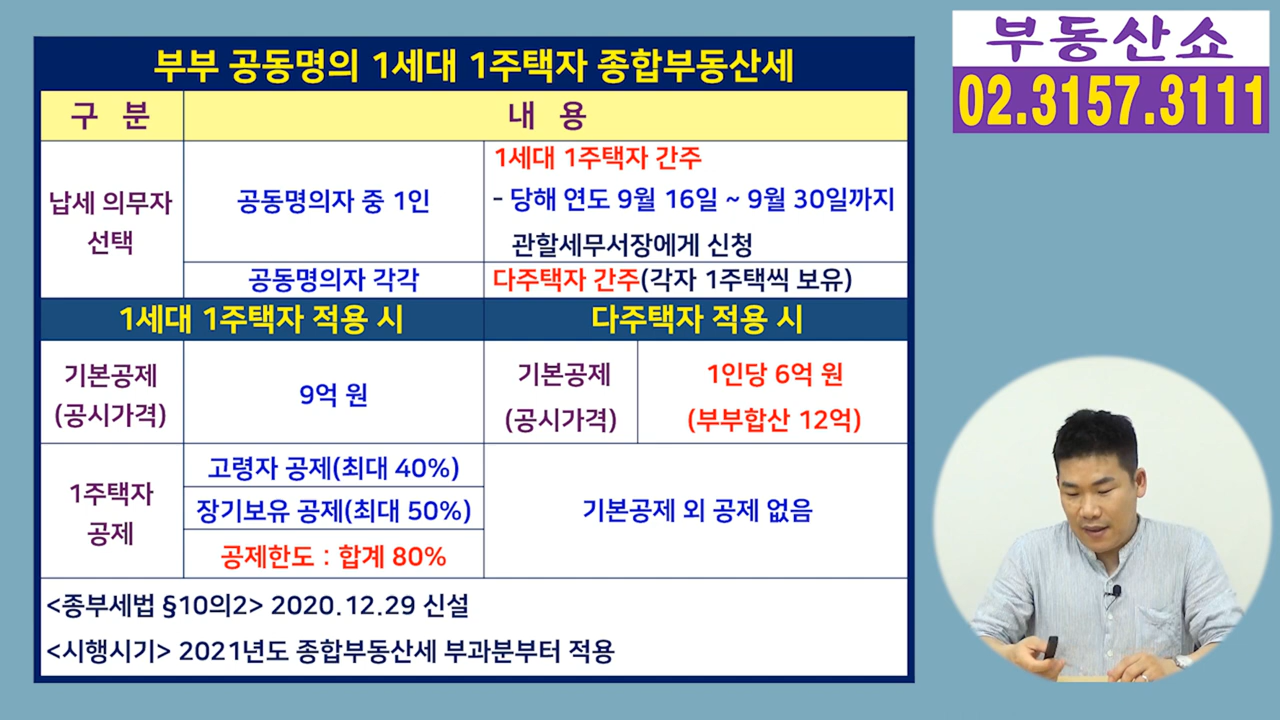 부동산쇼
02.3157.3111
부부 공동명의 1세대 1주택자 종합부동산세
구 분
내 용
납세 의무자
선택
공동명의자 중 1인
1세대 1주택자 간주
- 당해 연도 9월 16일 ~ 9월 30일까지
관할세무서장에게 신청
공동명의자 각각
다주택자 간주(각자 1주택씩 보유)
1세대 1주택자 적용 시
다주택자 적용 시
기본공제
(공시가격)
9억 원
기본공제
(공시가격)
1인당 6억 원
(부부합산 12억)
1주택자
공제
고령자 공제(최대 40%)
장기보유 공제(최대 50%)
공제한도 : 합계 80%
기본공제 외 공제 없음
<종부세법 §10의2> 2020.12.29 신설
<시행시기> 2021년도 종합부동산세 부과분부터 적용